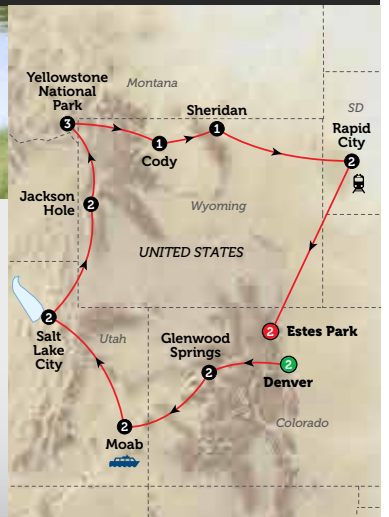 Yellowstone
National
Park
Montana
Sheridan
SD
Rapid
City
3
1
1
2
Cody
Jackson
Hole
2
Wyoming
UNITED STATES
2
Salt
Lake
City
Utah
Glenwood
Springs
2
2
Estes Park
2
Denver
2
Moab
Colorado